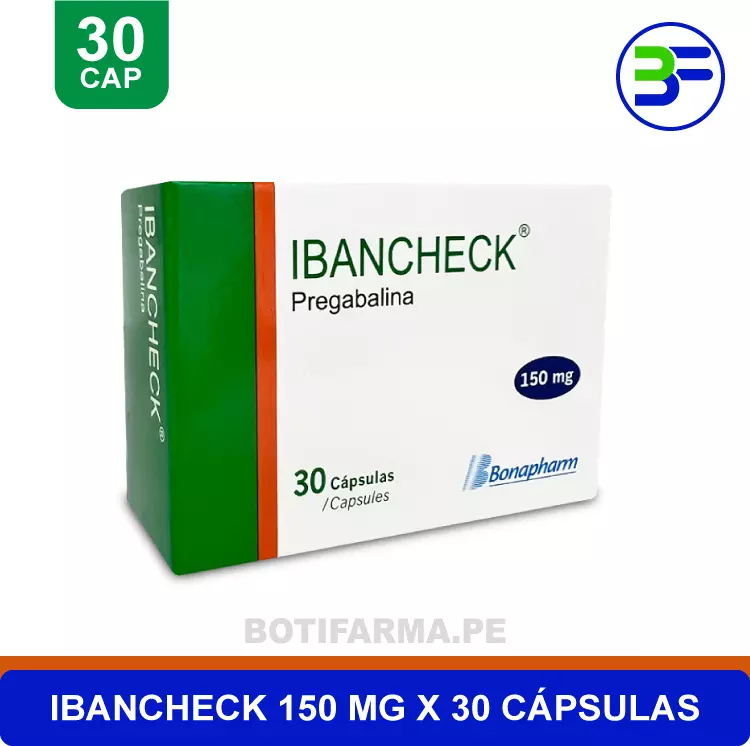 30
CAP
BF
IBANCHECK®
Pregabalina
IBANCHECK®
Pregabalina
150 mg
30 Cápsulas
/Capsules
Bonapharm
BOTIFARMA.PE
IBANCHECK 150 MG X 30 CÁPSULAS